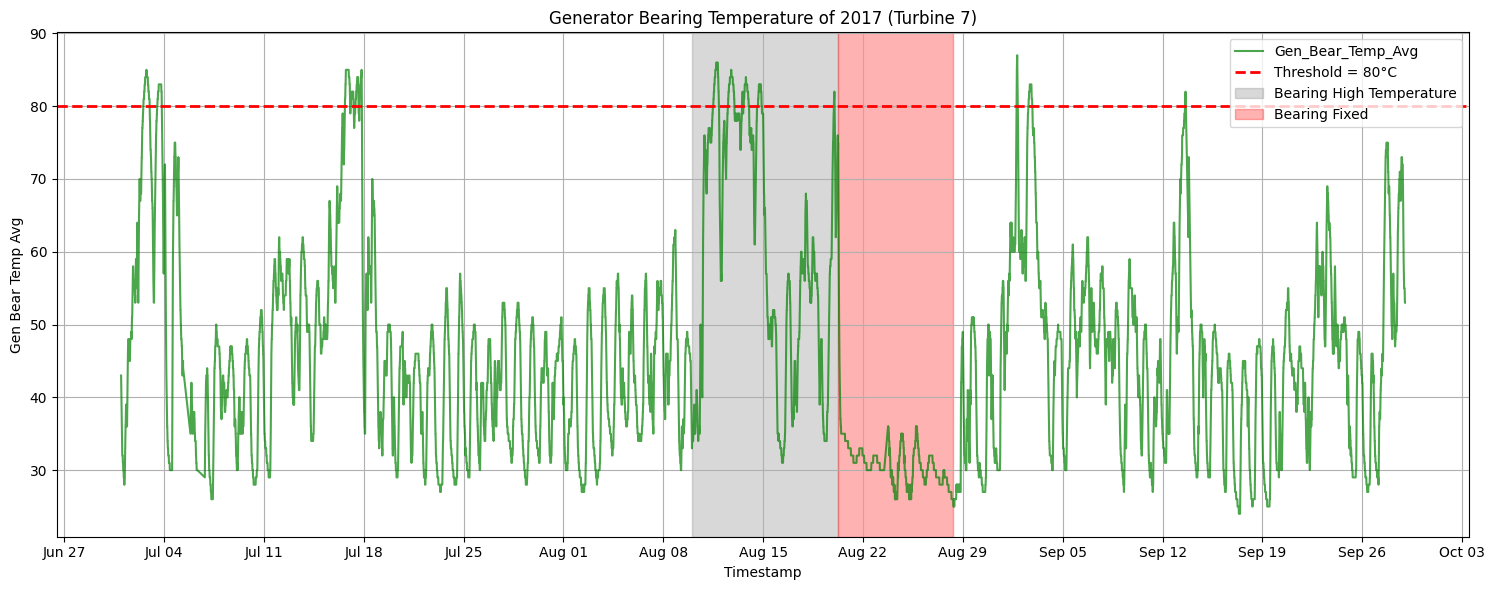 Generator Bearing Temperature of 2017 (Turbine 7)
Gen_Bear_Temp_Avg
Threshold = 80°C
Bearing High Temperature
Bearing Fixed
Gen Bear Temp Avg
90
80
70
60
50
40
30
Jun 27 Jul 04 Jul 11 Jul 18 Jul 25 Aug 01 Aug 08 Aug 15 Aug 22 Aug 29 Sep 05 Sep 12 Sep 19 Sep 26 Oct 03
Timestamp